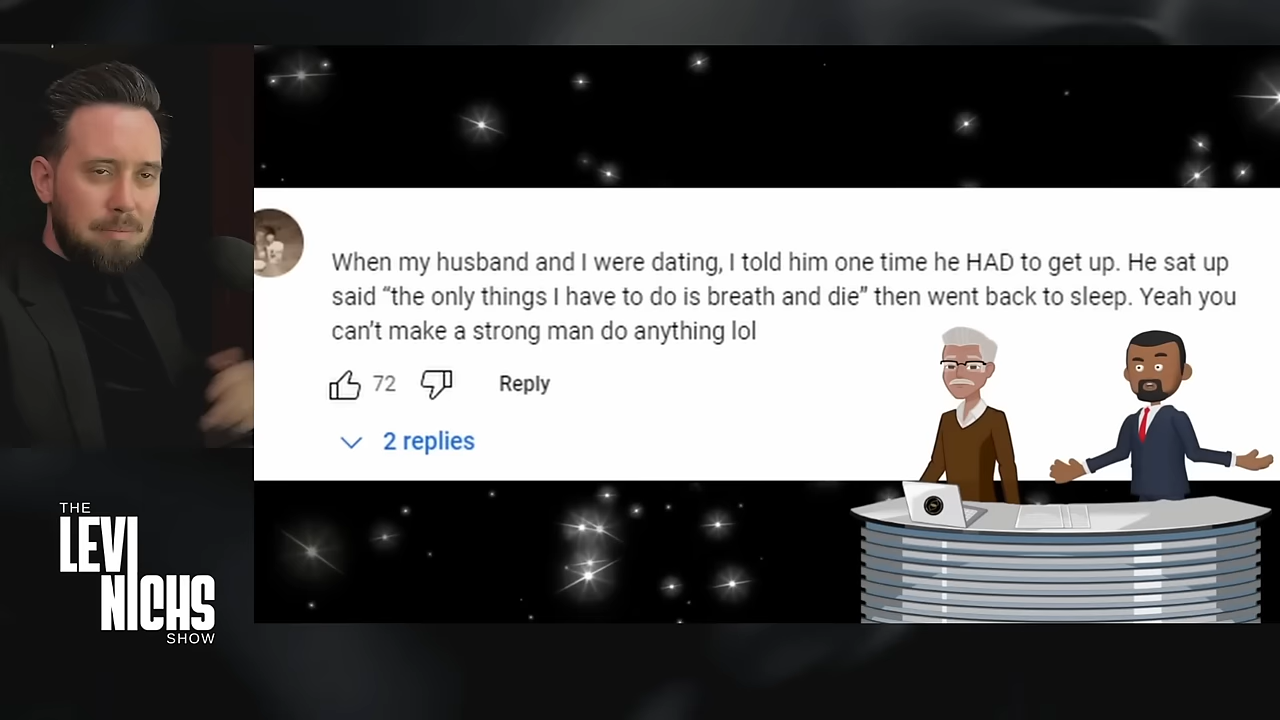 When my husband and I were dating, I told him one time he HAD to get up. He sat up
said “the only things I have to do is breath and die” then went back to sleep. Yeah you
can’t make a strong man do anything lol
72
Reply
2 replies
THE
LEVI
NICHS
SHOW